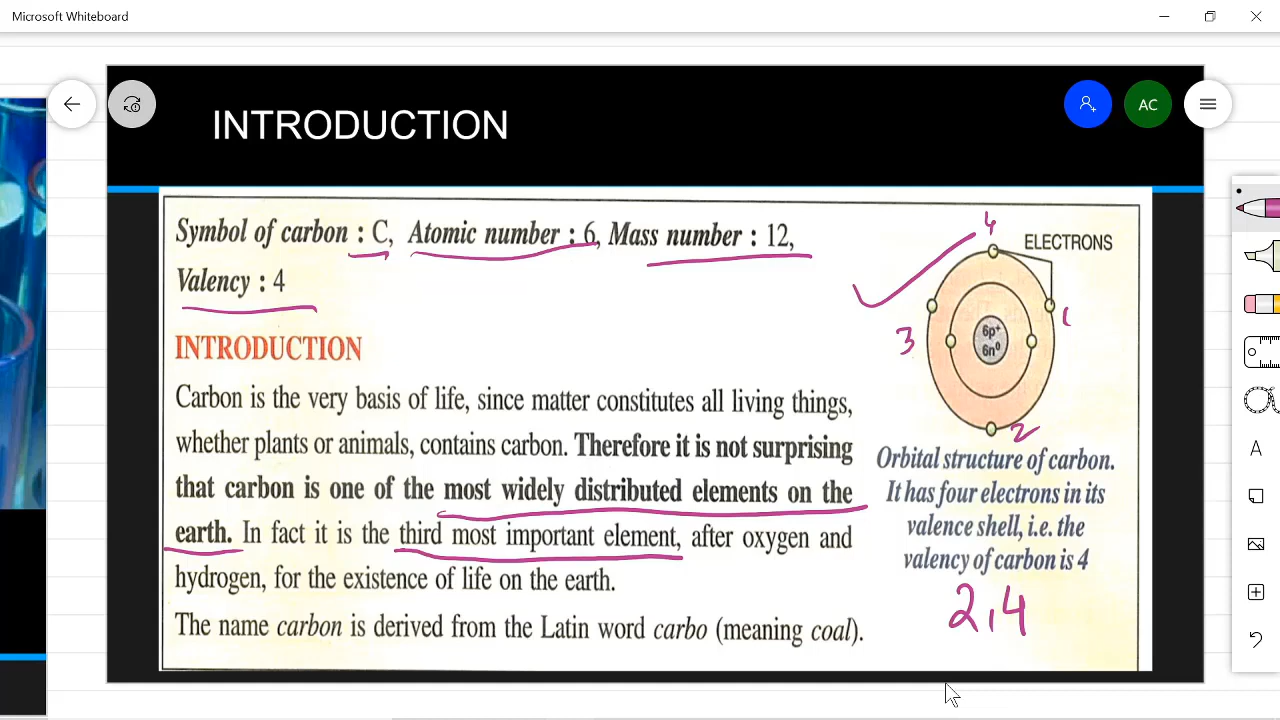 Microsoft Whiteboard
AC
INTRODUCTION
Symbol of carbon : C, Atomic number : 6, Mass number : 12,
Valency : 4
INTRODUCTION
Carbon is the very basis of life, since matter constitutes all living things,
whether plants or animals, contains carbon. Therefore it is not surprising
that carbon is one of the most widely distributed elements on the
earth. In fact it is the third most important element, after oxygen and
hydrogen, for the existence of life on the earth.
The name carbon is derived from the Latin word carbo (meaning coal).
4
ELECTRONS
1
3
6p⁺
6n⁰
2
Orbital structure of carbon.
It has four electrons in its
valence shell, i.e. the
valency of carbon is 4
2,4
A